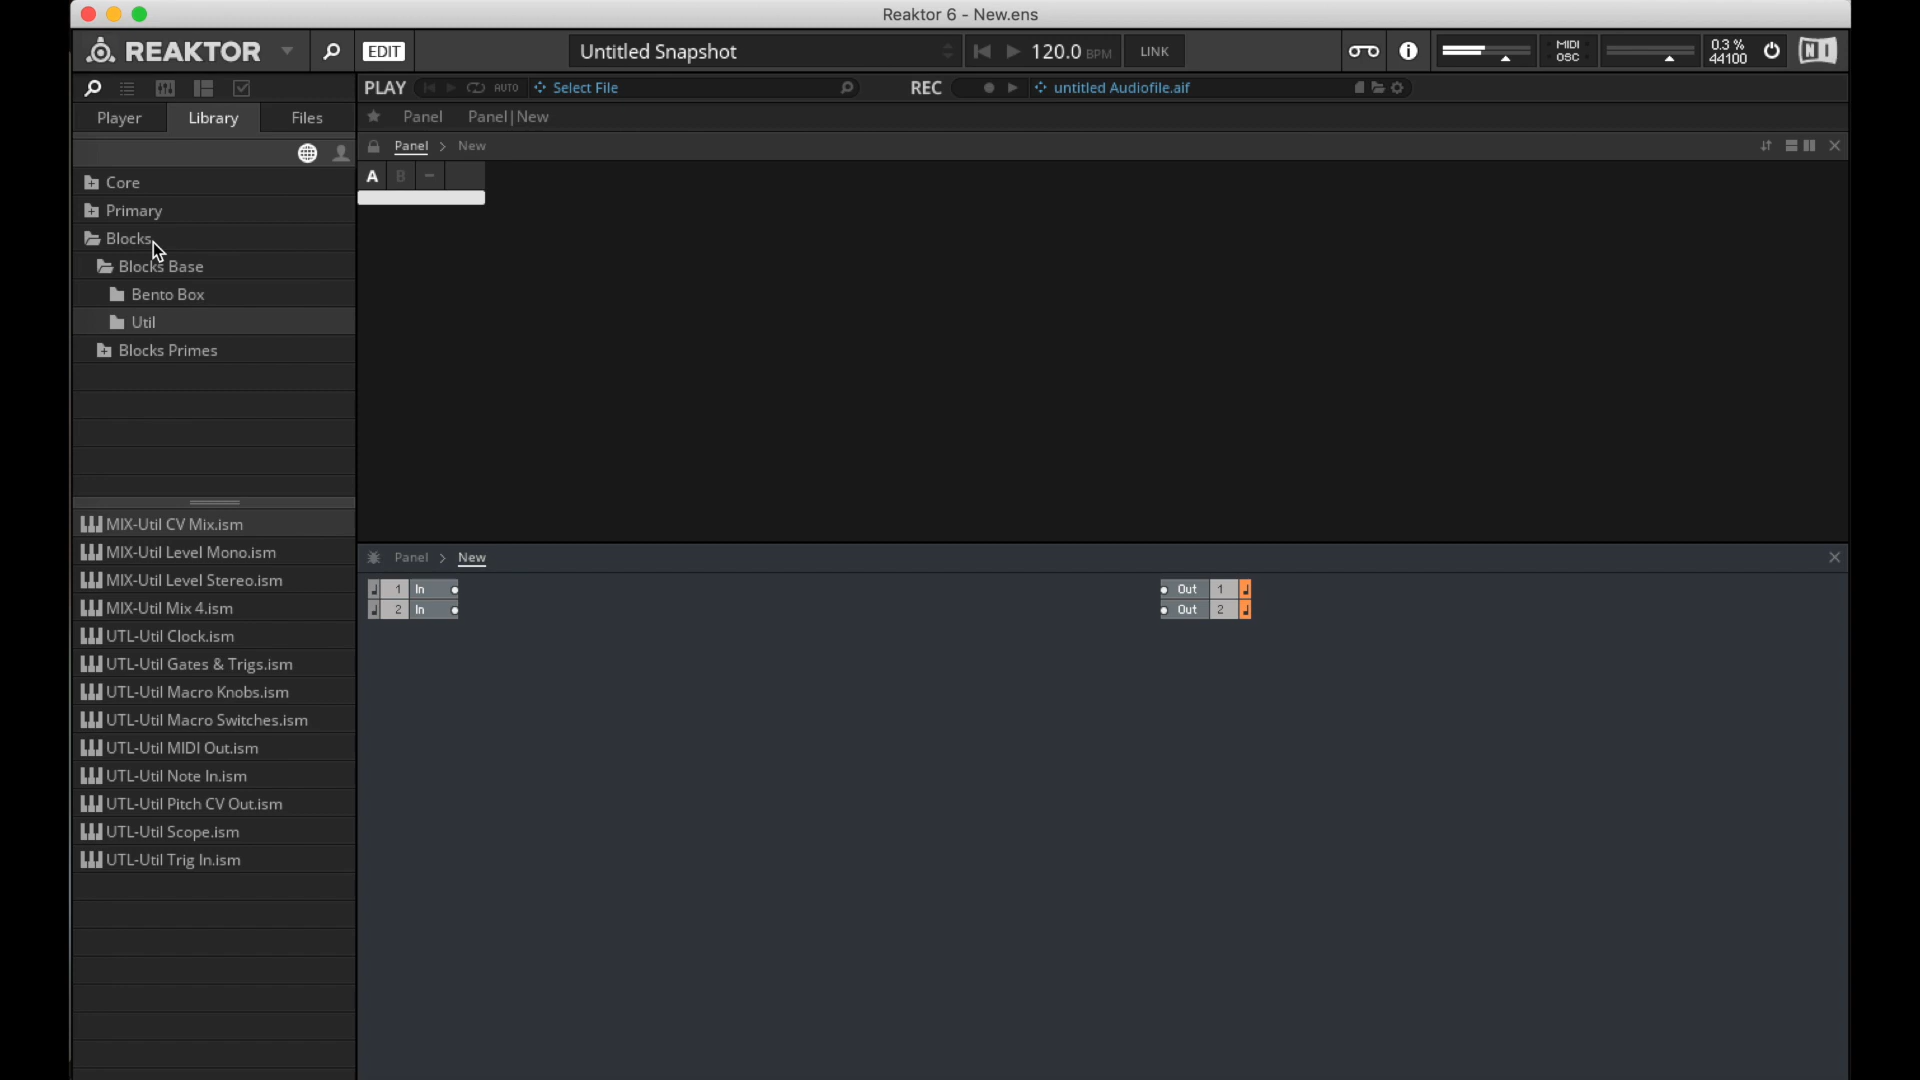 Reaktor 6 - New.ens
REAKTOR
EDIT
Untitled Snapshot
120.0 BPM
LINK
MIDI
OSC
0.3 %
44100
NI
PLAY
AUTO
Select File
REC
untitled Audiofile.aif
Player
Library
Files
Panel
Panel|New
Panel > New
A
B
Core
Primary
Blocks
Blocks Base
Bento Box
Util
Blocks Primes
MIX-Util CV Mix.ism
MIX-Util Level Mono.ism
MIX-Util Level Stereo.ism
MIX-Util Mix 4.ism
UTL-Util Clock.ism
UTL-Util Gates & Trigs.ism
UTL-Util Macro Knobs.ism
UTL-Util Macro Switches.ism
UTL-Util MIDI Out.ism
UTL-Util Note In.ism
UTL-Util Pitch CV Out.ism
UTL-Util Scope.ism
UTL-Util Trig In.ism
Panel > New
1 In
2 In
Out 1
Out 2